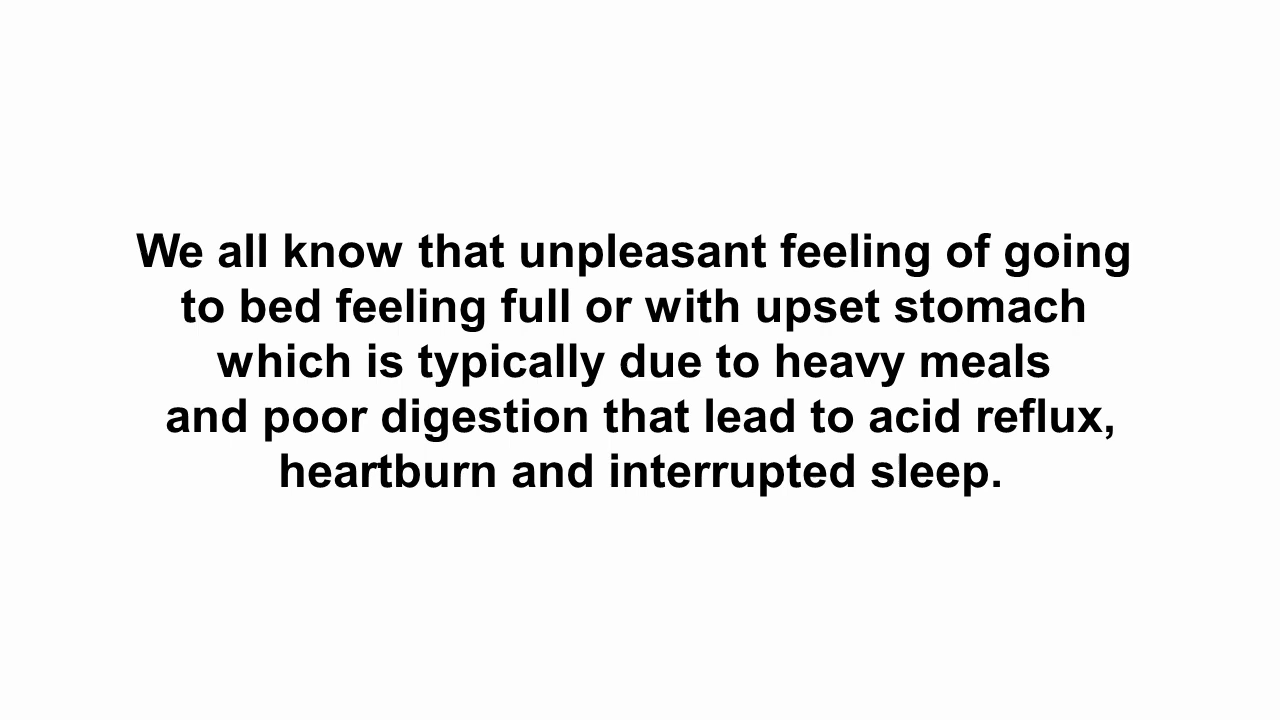 We all know that unpleasant feeling of going
to bed feeling full or with upset stomach
which is typically due to heavy meals
and poor digestion that lead to acid reflux,
heartburn and interrupted sleep.